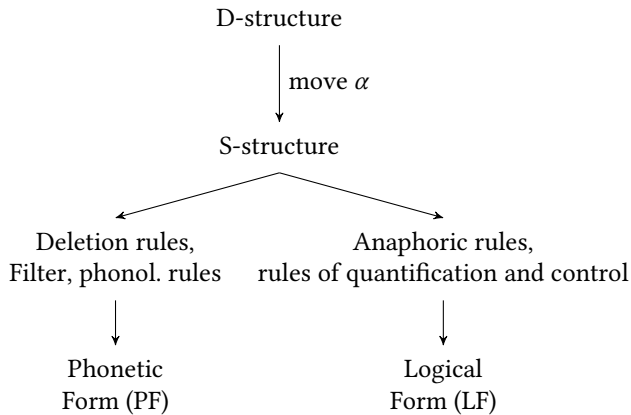 D-structure
move α
S-structure
Deletion rules,
Filter, phonol. rules
Anaphoric rules,
rules of quantification and control
Phonetic
Form (PF)
Logical
Form (LF)